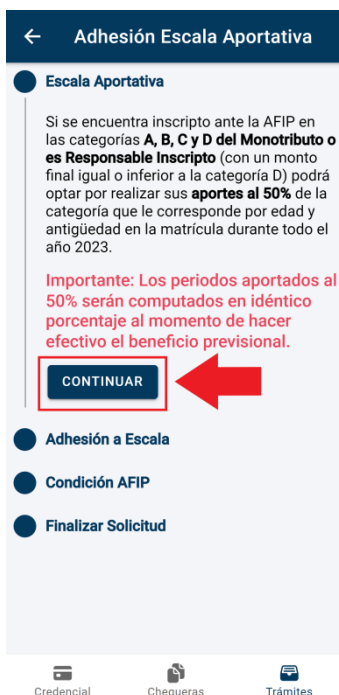 Adhesión Escala Aportativa
Escala Aportativa
Si se encuentra inscripto ante la AFIP en
las categorías A, B, C y D del Monotributo o
es Responsable Inscripto (con un monto
final igual o inferior a la categoría D) podrá
optar por realizar sus aportes al 50% de la
categoría que le corresponde por edad y
antigüedad en la matrícula durante todo el
año 2023.
Importante: Los periodos aportados al
50% serán computados en idéntico
porcentaje al momento de hacer
efectivo el beneficio previsional.
CONTINUAR
Adhesión a Escala
Condición AFIP
Finalizar Solicitud
Credencial Chequeras Trámites